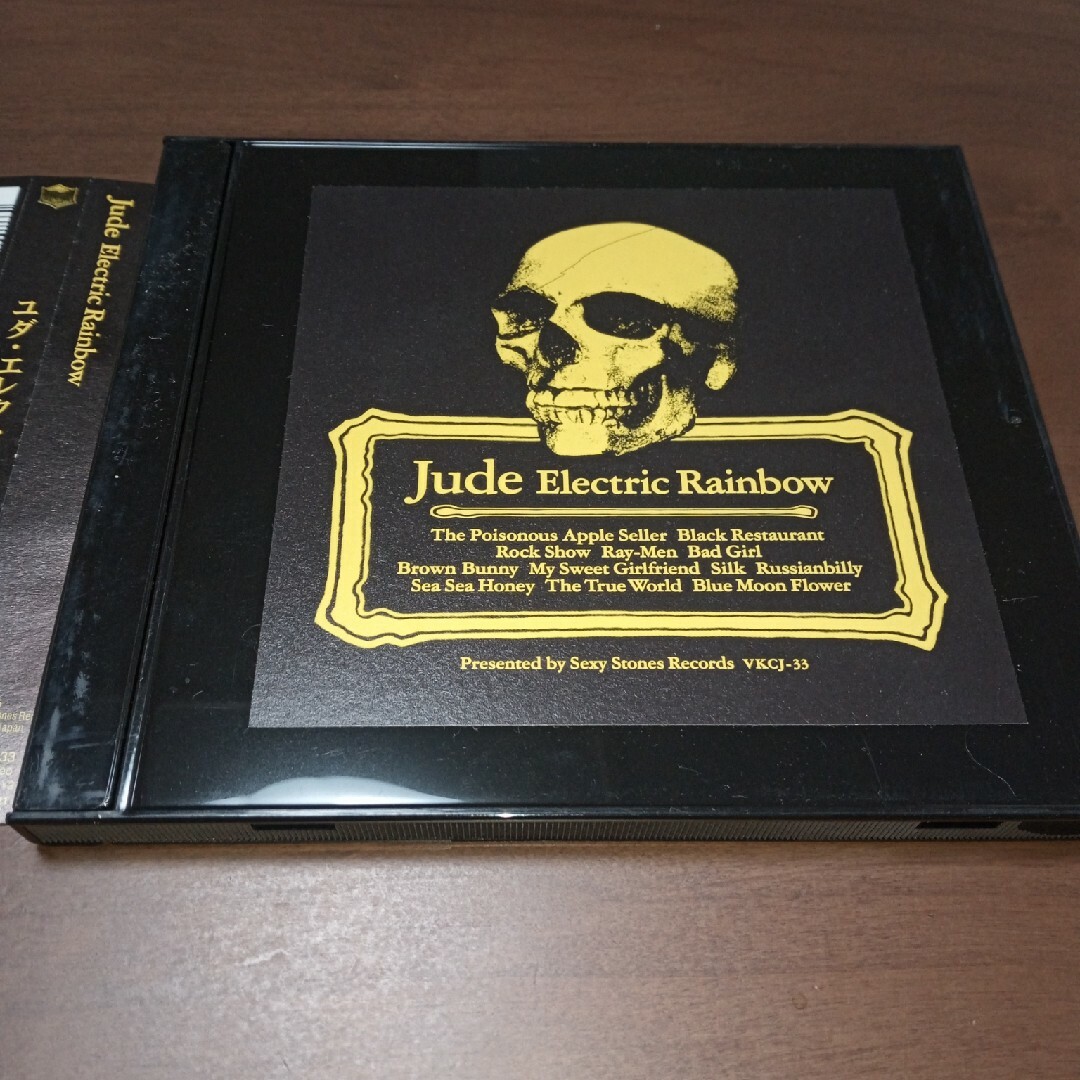 Jude Electric Rainbow
ユダ・エレク
Jude Electric Rainbow
The Poisonous Apple Seller Black Restaurant
Rock Show Ray-Men Bad Girl
Brown Bunny My Sweet Girlfriend Silk Russianbilly
Sea Sea Honey The True World Blue Moon Flower
Presented by Sexy Stones Records VKCJ-33
Japan
33